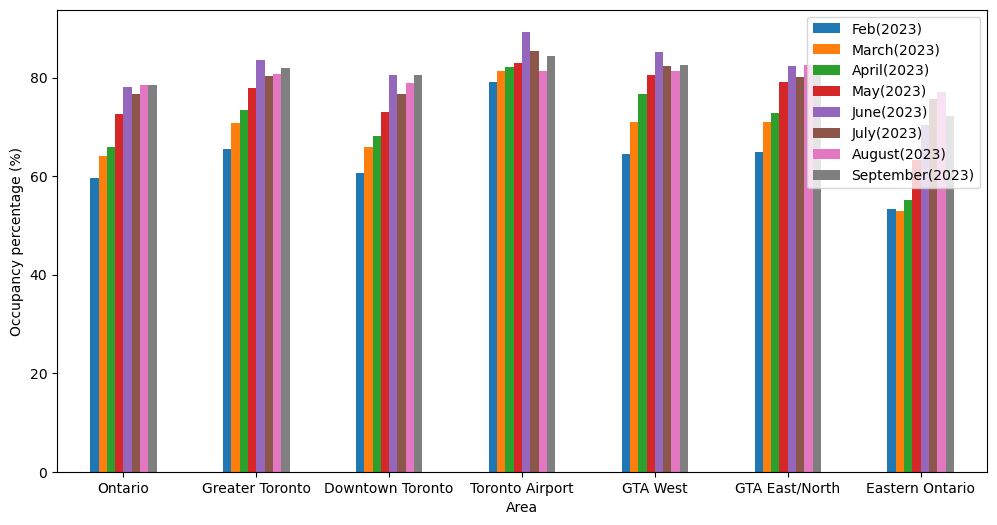 Feb(2023)
March(2023)
April(2023)
May(2023)
June(2023)
July(2023)
August(2023)
September(2023)
Occupancy percentage (%)
80
60
40
20
0
Ontario
Greater Toronto
Downtown Toronto
Toronto Airport
GTA West
GTA East/North
Eastern Ontario
Area